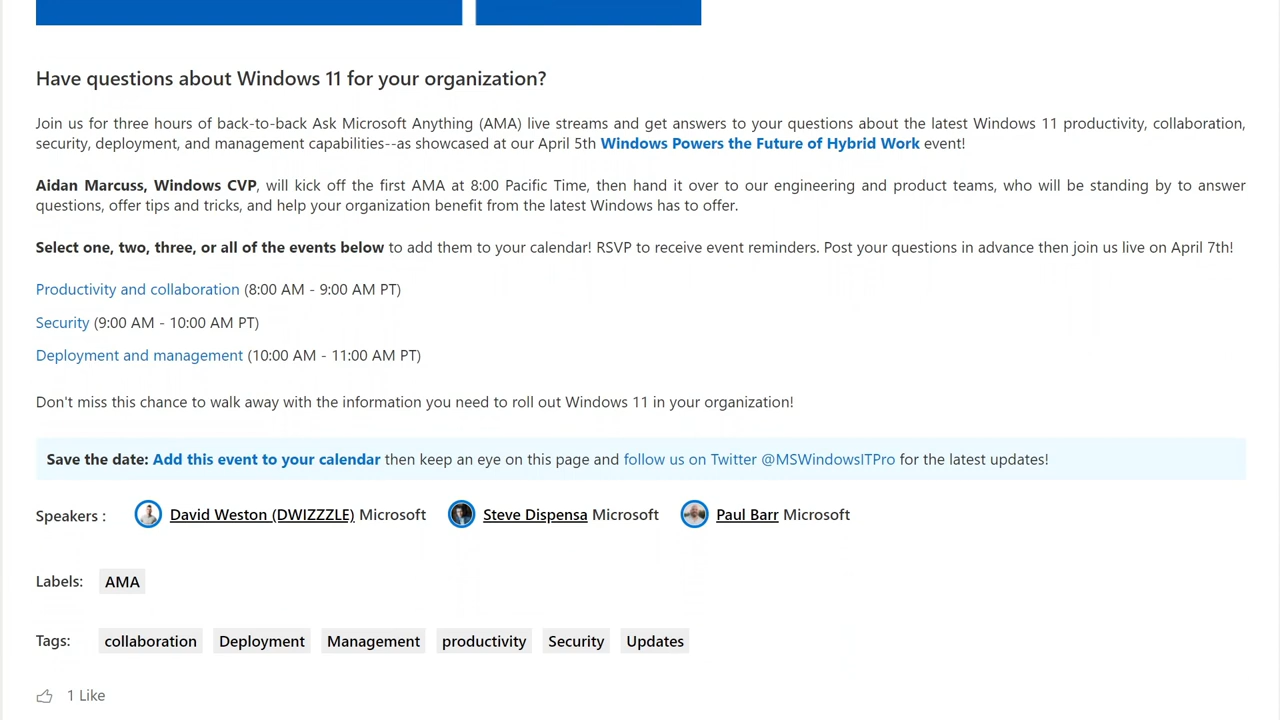 Have questions about Windows 11 for your organization?
Join us for three hours of back-to-back Ask Microsoft Anything (AMA) live streams and get answers to your questions about the latest Windows 11 productivity, collaboration,
security, deployment, and management capabilities--as showcased at our April 5th Windows Powers the Future of Hybrid Work event!
Aidan Marcuss, Windows CVP, will kick off the first AMA at 8:00 Pacific Time, then hand it over to our engineering and product teams, who will be standing by to answer
questions, offer tips and tricks, and help your organization benefit from the latest Windows has to offer.
Select one, two, three, or all of the events below to add them to your calendar! RSVP to receive event reminders. Post your questions in advance then join us live on April 7th!
Productivity and collaboration (8:00 AM - 9:00 AM PT)
Security (9:00 AM - 10:00 AM PT)
Deployment and management (10:00 AM - 11:00 AM PT)
Don't miss this chance to walk away with the information you need to roll out Windows 11 in your organization!
Save the date: Add this event to your calendar then keep an eye on this page and follow us on Twitter @MSWindowsITPro for the latest updates!
Speakers : David Weston (DWIZZZLE) Microsoft Steve Dispensa Microsoft Paul Barr Microsoft
Labels: AMA
Tags: collaboration Deployment Management productivity Security Updates
1 Like